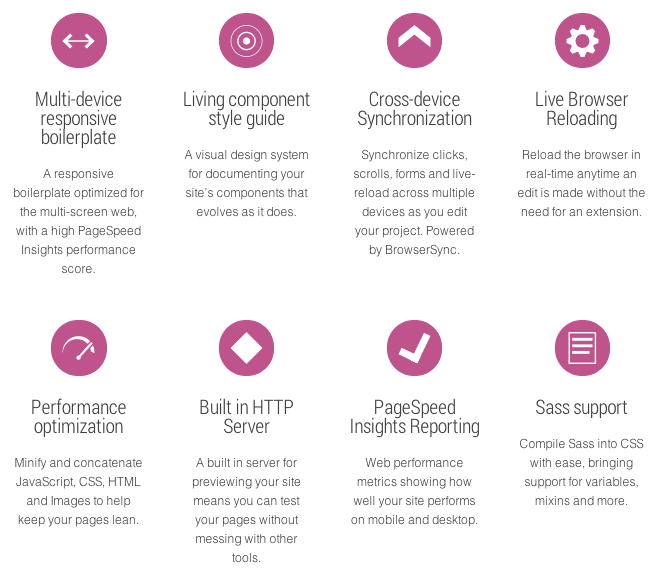 Multi-device
responsive
boilerplate
A responsive
boilerplate optimized for
the multi-screen web,
with a high PageSpeed
Insights performance
score.
Living component
style guide
A visual design system
for documenting your
site's components that
evolves as it does.
Cross-device
Synchronization
Synchronize clicks,
scrolls, forms and live-
reload across multiple
devices as you edit
your project. Powered
by BrowserSync.
Live Browser
Reloading
Reload the browser in
real-time anytime an
edit is made without the
need for an extension.
Performance
optimization
Minify and concatenate
JavaScript, CSS, HTML
and Images to help
keep your pages lean.
Built in HTTP
Server
A built in server for
previewing your site
means you can test
your pages without
messing with other
tools.
PageSpeed
Insights Reporting
Web performance
metrics showing how
well your site performs
on mobile and desktop.
Sass support
Compile Sass into CSS
with ease, bringing
support for variables,
mixins and more.